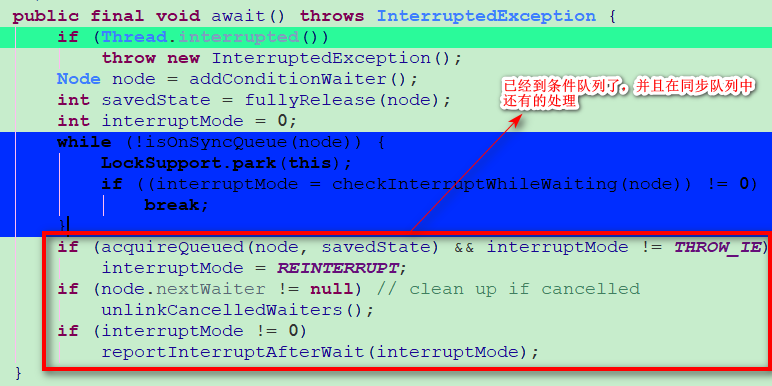 public final void await() throws InterruptedException {
if (Thread.interrupted())
throw new InterruptedException();
Node node = addConditionWaiter();
int savedState = fullyRelease(node);
int interruptMode = 0;
已经到条件队列了，并且在同步队列中
还有的处理
while (!isOnSyncQueue(node)) {
LockSupport.park(this);
if ((interruptMode = checkInterruptWhileWaiting(node)) != 0)
break;
}
if (acquireQueued(node, savedState) && interruptMode != THROW_IE)
interruptMode = REINTERRUPT;
if (node.nextWaiter != null) // clean up if cancelled
unlinkCancelledWaiters();
if (interruptMode != 0)
reportInterruptAfterWait(interruptMode);
}